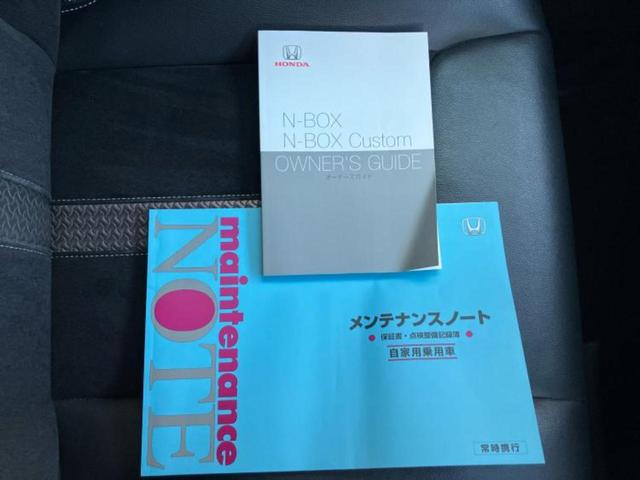 HONDA
N-BOX
N-BOX Custom
OWNER'S GUIDE
オーナーズガイド
maintenance
NOTE
メンテナンスノート
● 保証書・点検整備記録簿 ●
自家用乗用車
常時携行